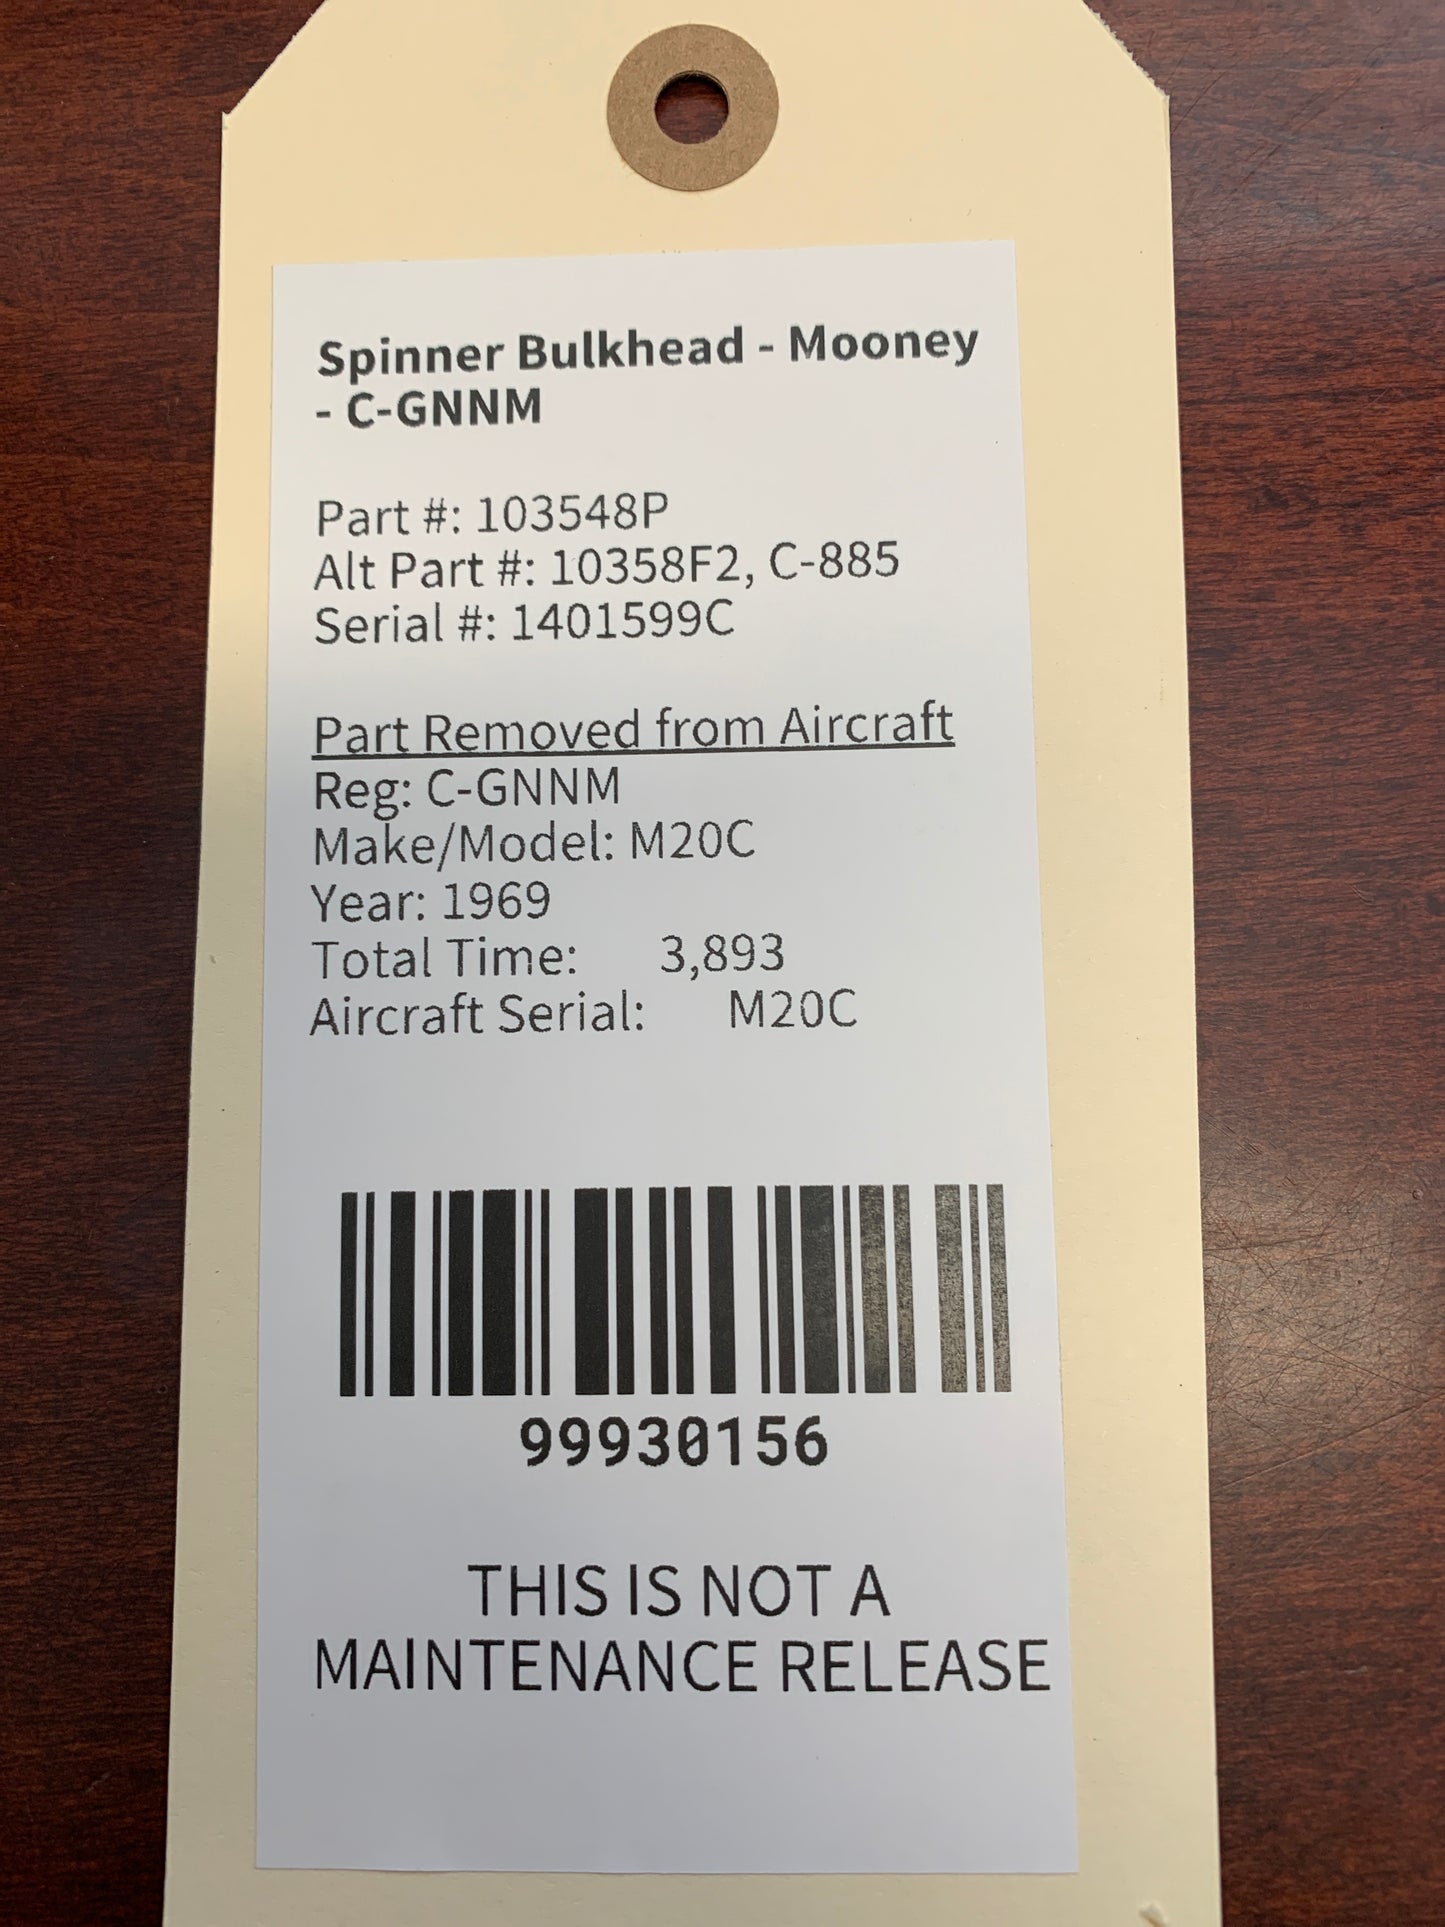 Spinner Bulkhead - Mooney
- C-GNNM
Part #: 103548P
Alt Part #: 10358F2, C-885
Serial #: 1401599C
Part Removed from Aircraft
Reg: C-GNNM
Make/Model: M20C
Year: 1969
Total Time: 3,893
Aircraft Serial: M20C
99930156
THIS IS NOT A
MAINTENANCE RELEASE